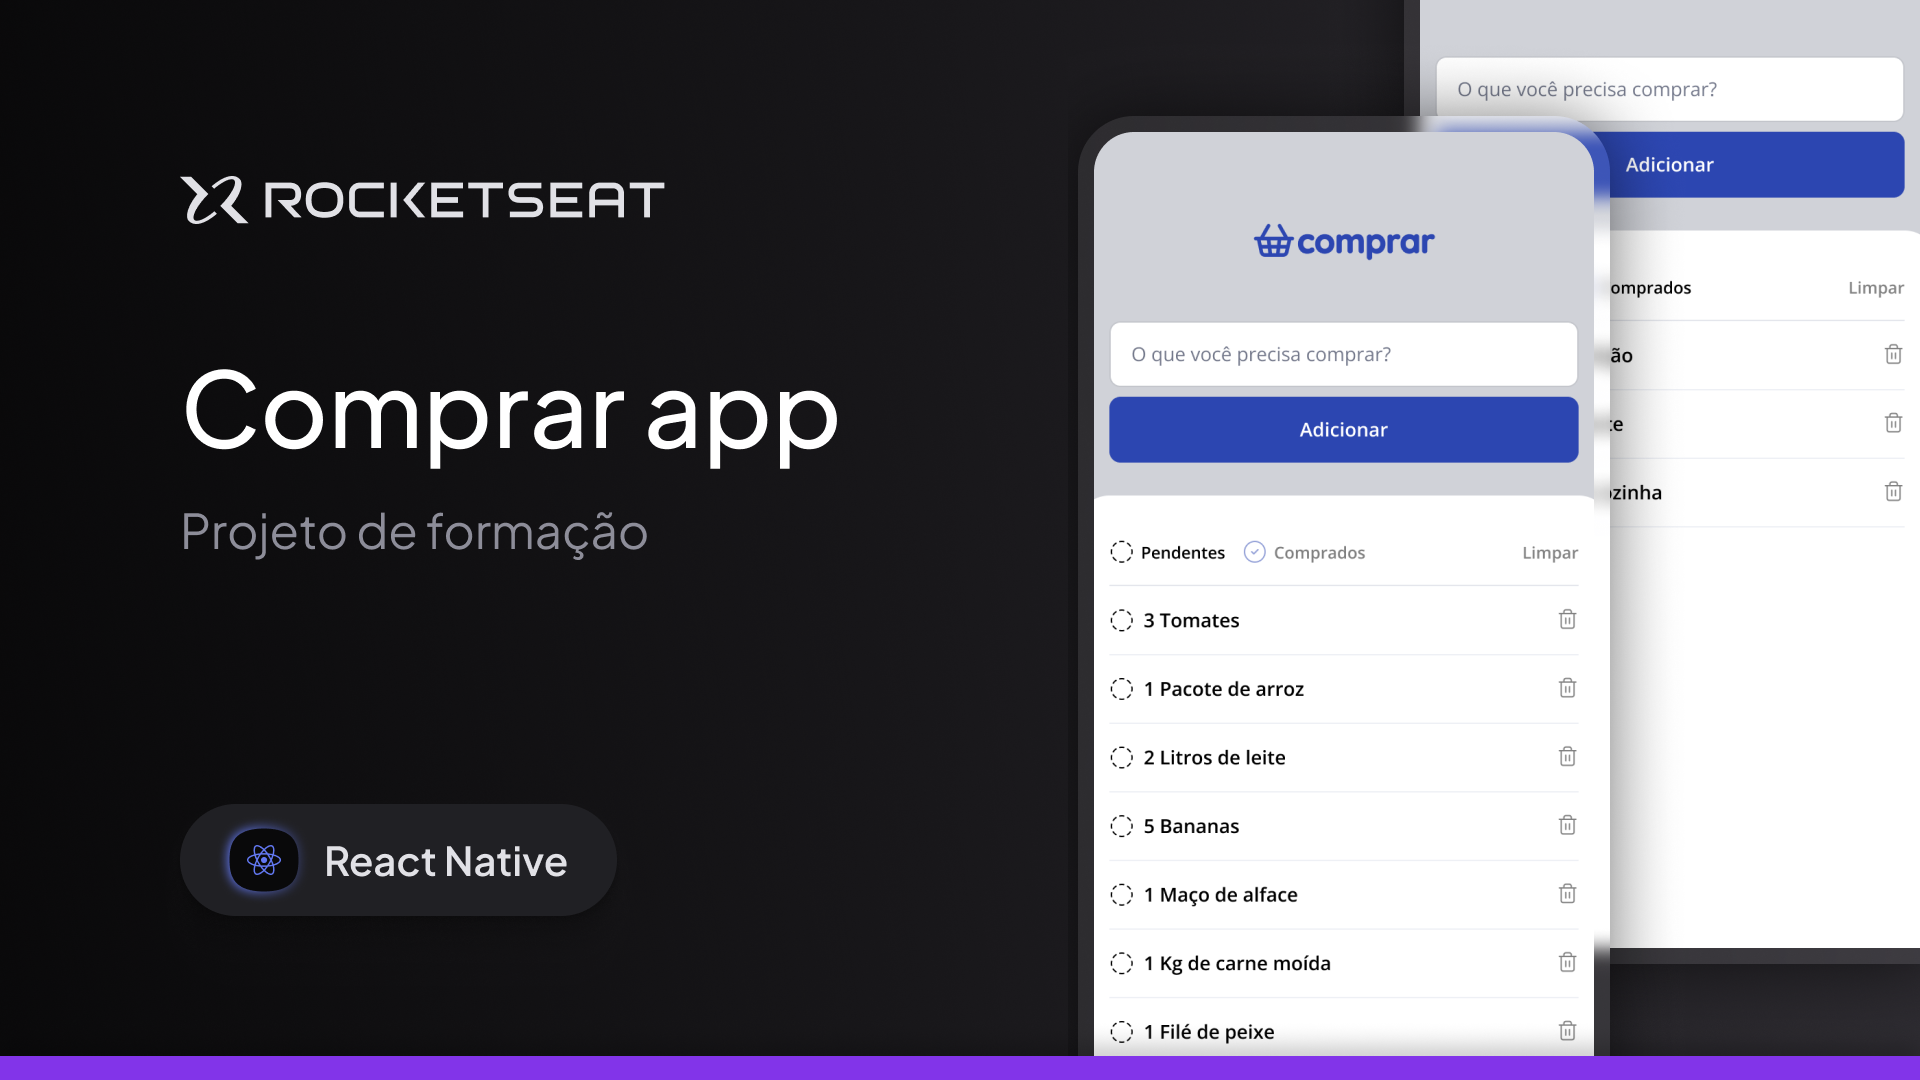 ROCKETSEAT
Comprar app
Projeto de formação
React Native
comprar
O que você precisa comprar?
Adicionar
Pendentes Comprados Limpar
3 Tomates
1 Pacote de arroz
2 Litros de leite
5 Bananas
1 Maço de alface
1 Kg de carne moída
1 Filé de peixe
O que você precisa comprar?
Adicionar
omprados Limpar
ão
te
ozinha